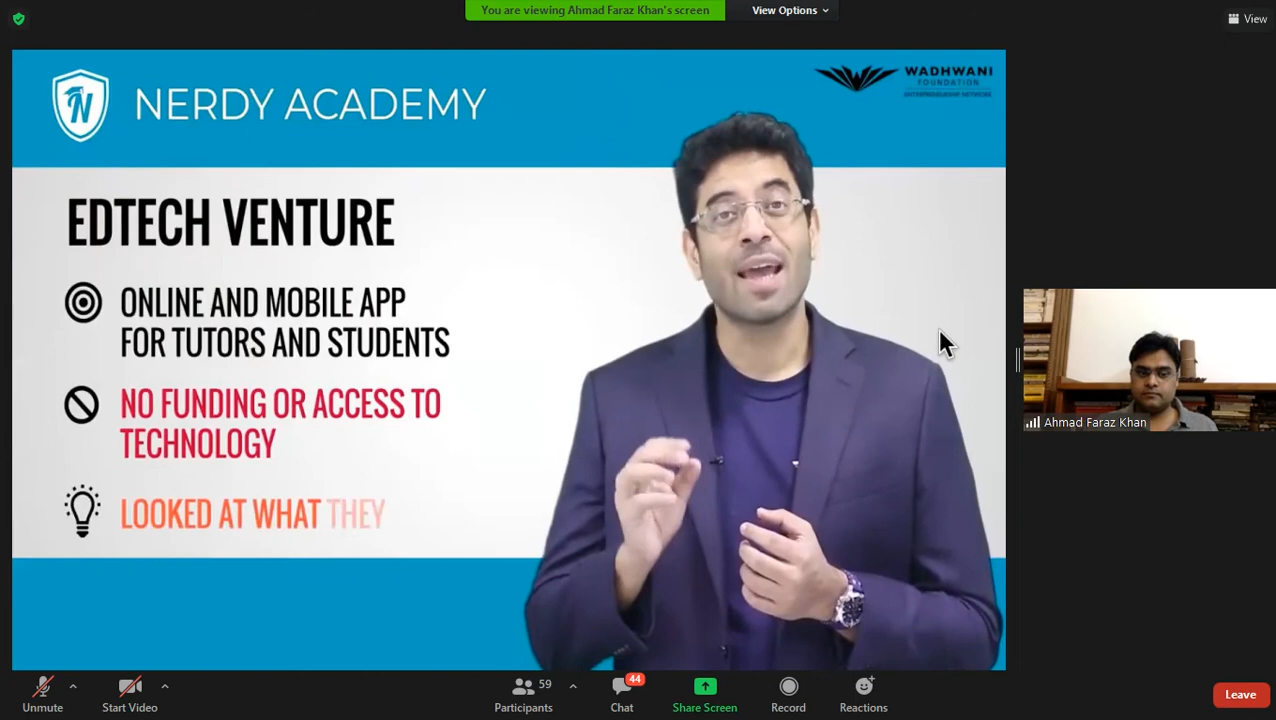 You are viewing Ahmad Faraz Khan's screen
View Options
View
NERDY ACADEMY
WADHWANI
FOUNDATION
ENTREPRENEURSHIP NETWORK
EDTECH VENTURE
ONLINE AND MOBILE APP
FOR TUTORS AND STUDENTS
NO FUNDING OR ACCESS TO
TECHNOLOGY
LOOKED AT WHAT THEY
Ahmad Faraz Khan
Unmute
Start Video
59
Participants
44
Chat
Share Screen
Record
Reactions
Leave